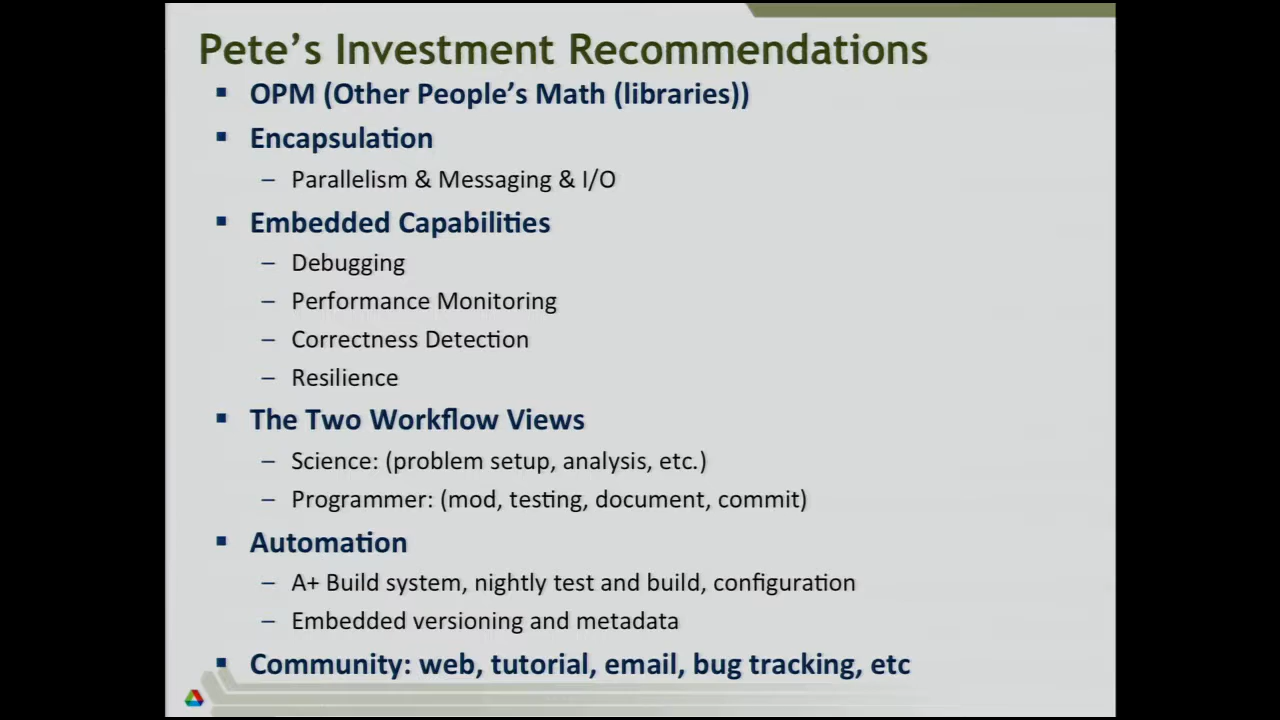 Pete's Investment Recommendations
▪ OPM (Other People's Math (libraries))
▪ Encapsulation
– Parallelism & Messaging & I/O
▪ Embedded Capabilities
– Debugging
– Performance Monitoring
– Correctness Detection
– Resilience
▪ The Two Workflow Views
– Science: (problem setup, analysis, etc.)
– Programmer: (mod, testing, document, commit)
▪ Automation
– A+ Build system, nightly test and build, configuration
– Embedded versioning and metadata
▪ Community: web, tutorial, email, bug tracking, etc